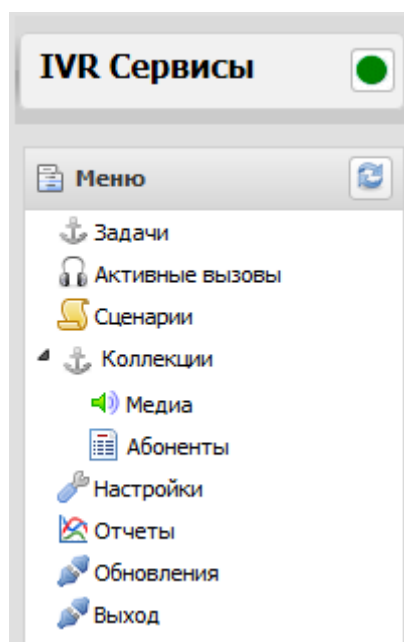 IVR Сервисы
Меню
Задачи
Активные вызовы
Сценарии
Коллекции
Медиа
Абоненты
Настройки
Отчеты
Обновления
Выход